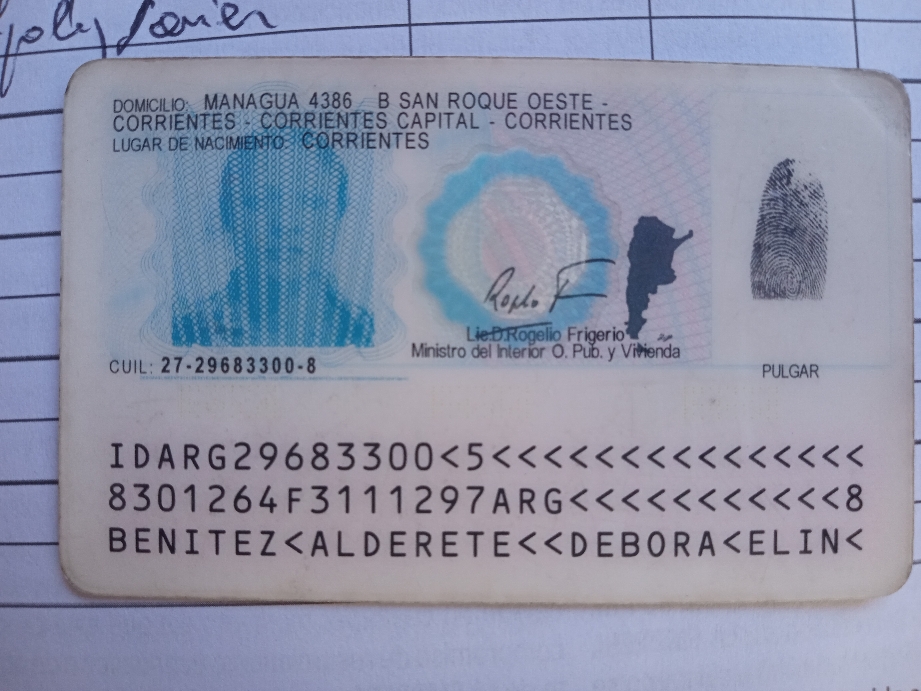 DOMICILIO: MANAGUA 4386 B SAN ROQUE OESTE -
CORRIENTES - CORRIENTES CAPITAL - CORRIENTES
LUGAR DE NACIMIENTO: CORRIENTES
Lic.D.Rogelio Frigerio
Ministro del Interior O. Pub. y Vivienda
CUIL: 27-29683300-8
PULGAR
IDARG29683300<5<<<<<<<<<<<<<<<
8301264F3111297ARG<<<<<<<<<<<8
BENITEZ<ALDERETE<<DEBORA<ELIN<